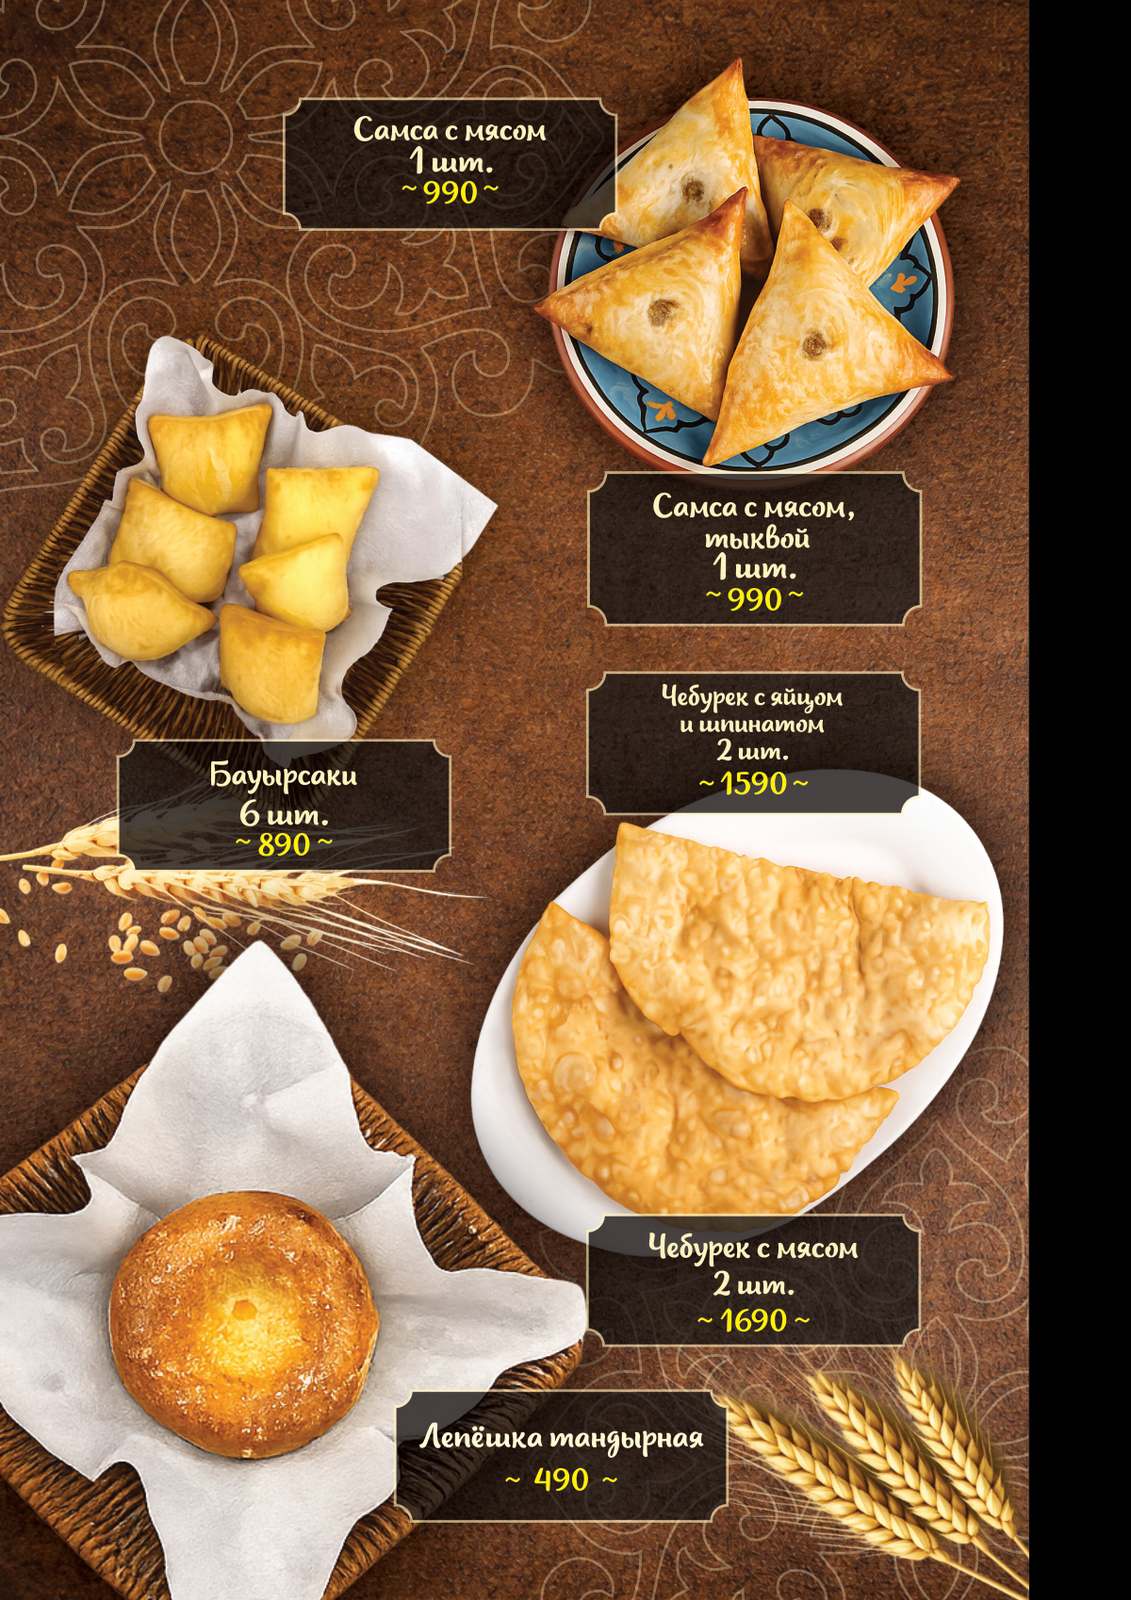 Самса с мясом
1 шт.
~ 990 ~
Самса с мясом,
тыквой
1 шт.
~ 990 ~
Чебурек с яйцом
и шпинатом
2 шт.
~ 1590 ~
Бауырсаки
6 шт.
~ 890 ~
Чебурек с мясом
2 шт.
~ 1690 ~
Лепёшка тандырная
~ 490 ~